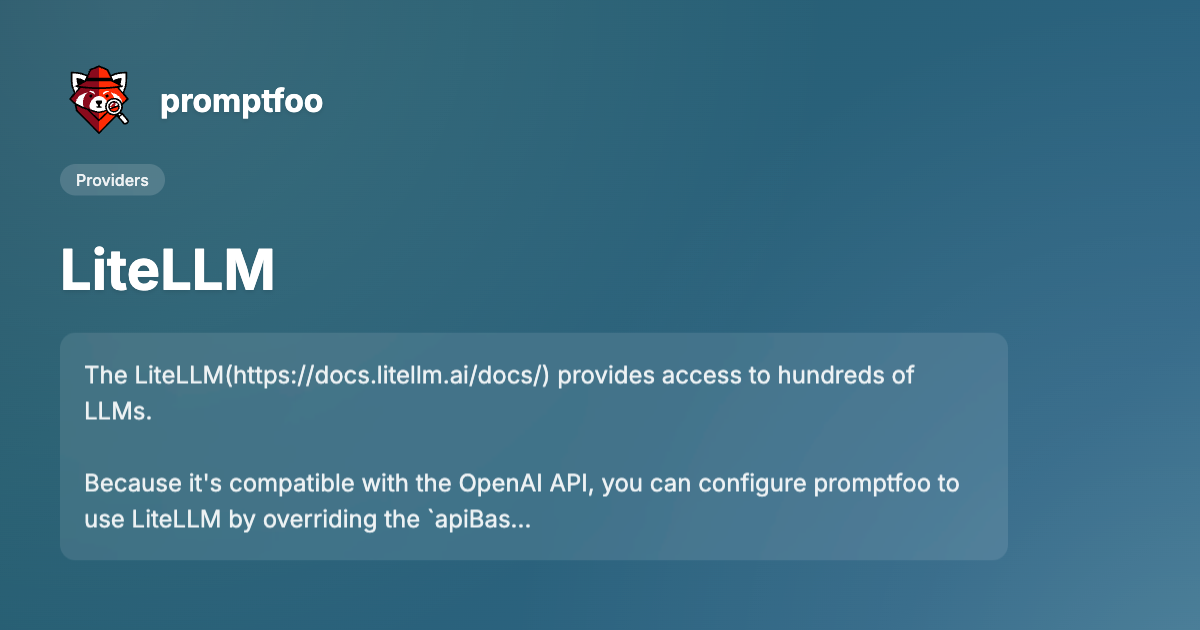 promptfoo
Providers
LiteLLM
The LiteLLM(https://docs.litellm.ai/docs/) provides access to hundreds of
LLMs.
Because it's compatible with the OpenAI API, you can configure promptfoo to
use LiteLLM by overriding the `apiBas...